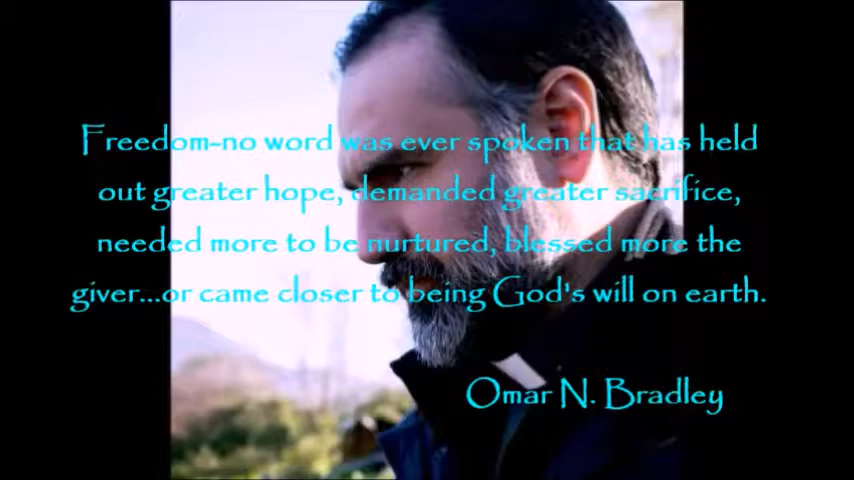 Freedom-no word was ever spoken that has held
out greater hope, demanded greater sacrifice,
needed more to be nurtured, blessed more the
giver...or came closer to being God's will on earth.
Omar N. Bradley